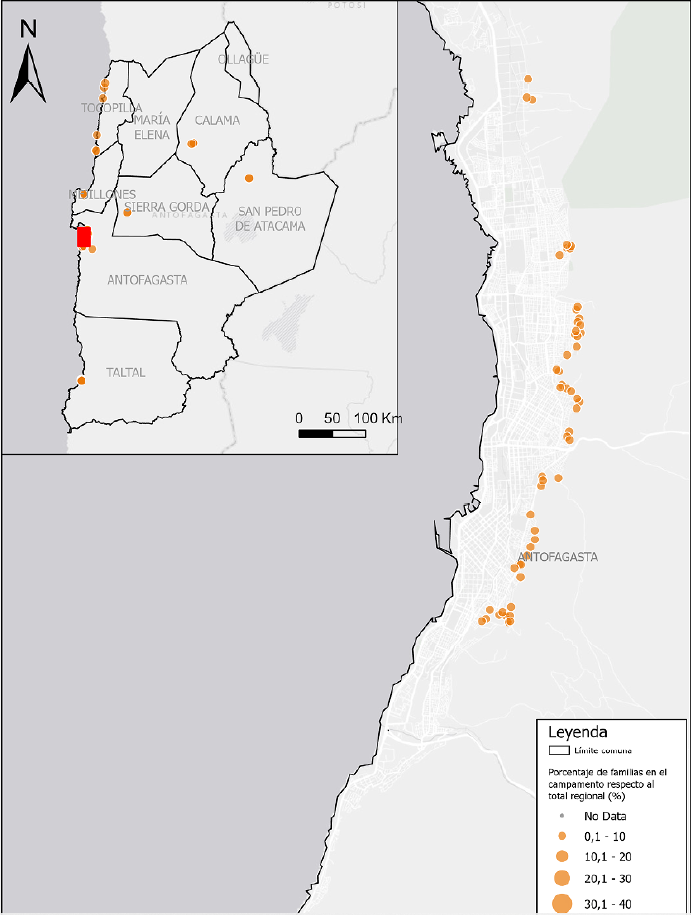 POTOSÍ
N
OLLAGÜE
TOCOPILLA
MARÍA
ELENA
CALAMA
MEJILLONES
SIERRA GORDA
ANTOFAGASTA
SAN PEDRO
DE ATACAMA
ANTOFAGASTA
TALTAL
0 50 100 Km
ANTOFAGASTA
Leyenda
Límite comuna
Porcentaje de familias en el
campamento respecto al
total regional (%)
No Data
0,1 - 10
10,1 - 20
20,1 - 30
30,1 - 40